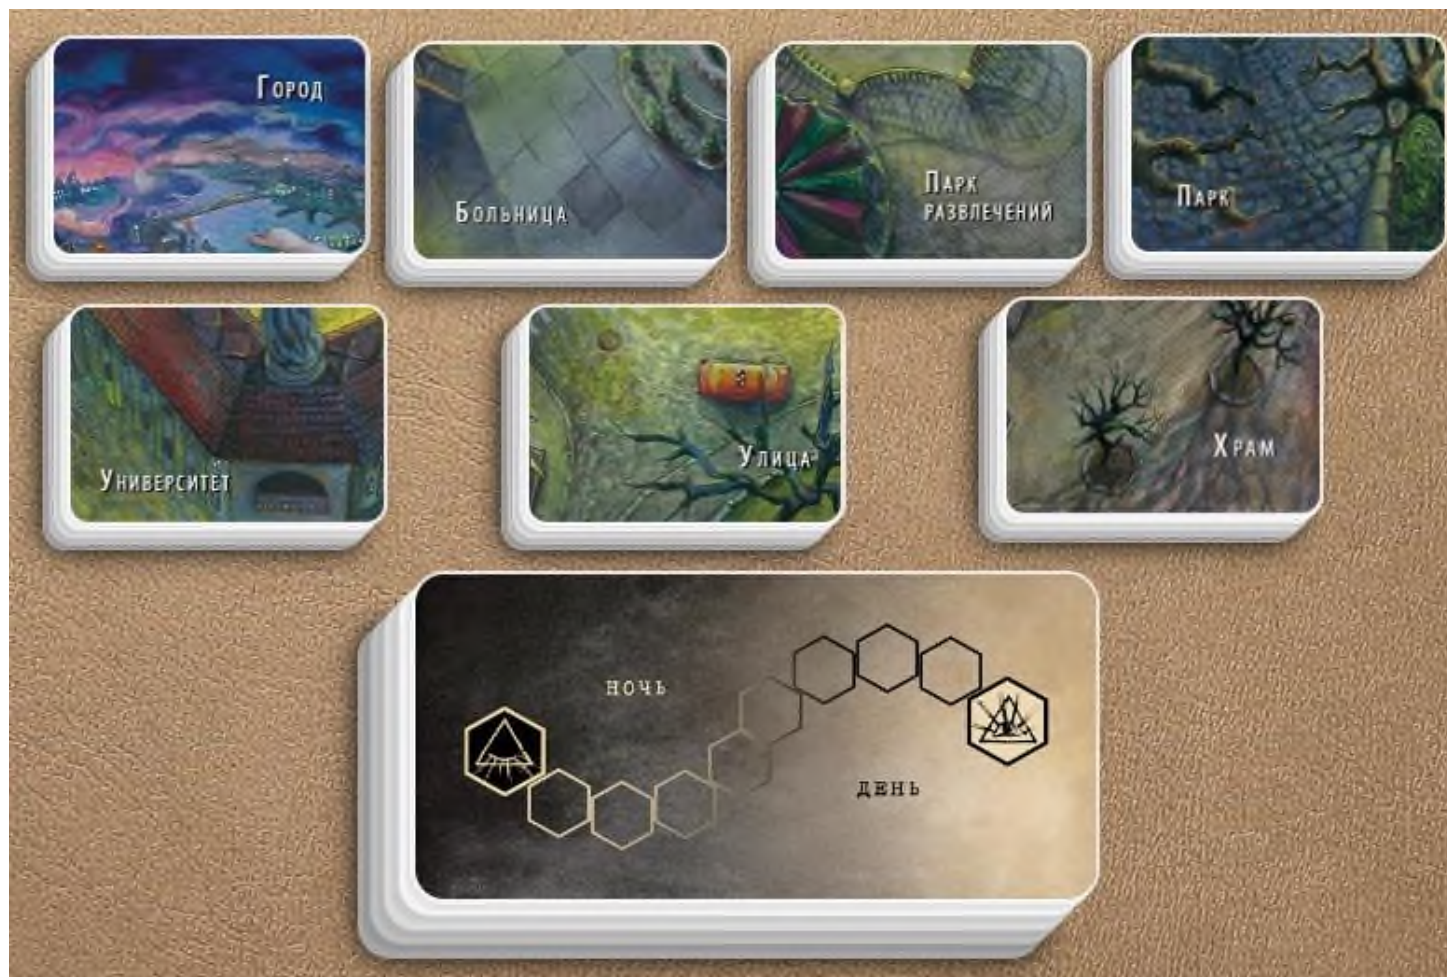 Город
Больница
Парк
развлечений
Парк
Университет
Улица
Храм
ночь
день